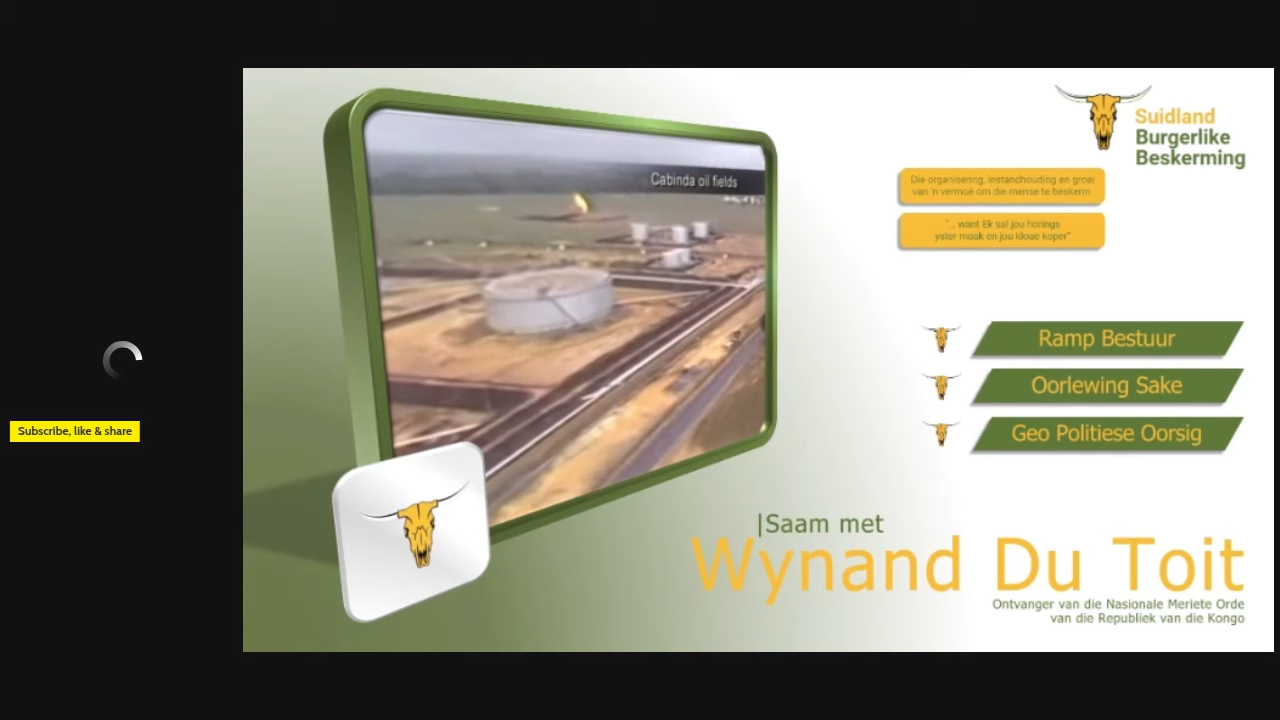 Suidland
Burgerlike
Beskerming
Cabinda oil fields
Die organisering, instandhouding en groei
van 'n vermoë om die mense te beskerm
"... want Ek sal jou horings
yster maak en jou kloue koper"
Ramp Bestuur
Oorlewing Sake
Geo Politiese Oorsig
Subscribe, like & share
|Saam met
Wynand Du Toit
Ontvanger van die Nasionale Meriete Orde
van die Republiek van die Kongo